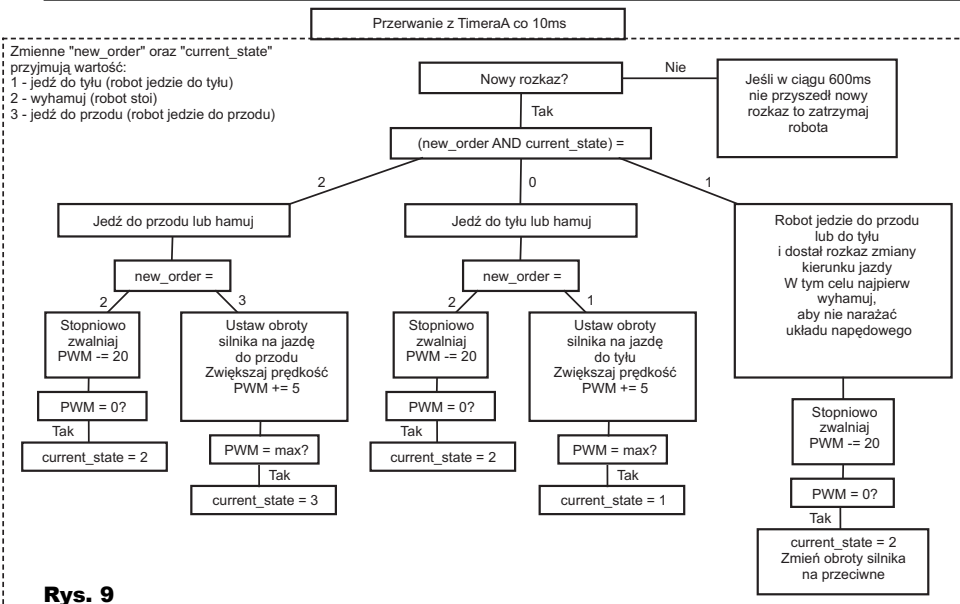 Przerwanie z TimeraA co 10ms
Zmienne "new_order" oraz "current_state"
przyjmują wartość:
1 - jedź do tyłu (robot jedzie do tyłu)
2 - wyhamuj (robot stoi)
3 - jedź do przodu (robot jedzie do przodu)
Nowy rozkaz?
Nie
Jeśli w ciągu 600ms
nie przyszedł nowy
rozkaz to zatrzymaj
robota
Tak
(new_order AND current_state) =
2
0
1
Jedź do przodu lub hamuj
new_order =
2
3
Stopniowo
zwalniaj
PWM -= 20
PWM = 0?
Tak
current_state = 2
Ustaw obroty
silnika na jazdę
do przodu
Zwiększaj prędkość
PWM += 5
PWM = max?
Tak
current_state = 3
Jedź do tyłu lub hamuj
new_order =
2
1
Stopniowo
zwalniaj
PWM -= 20
PWM = 0?
Tak
current_state = 2
Ustaw obroty
silnika na jazdę
do tyłu
Zwiększaj prędkość
PWM += 5
PWM = max?
Tak
current_state = 1
Robot jedzie do przodu
lub do tyłu
i dostał rozkaz zmiany
kierunku jazdy
W tym celu najpierw
wyhamuj,
aby nie narażać
układu napędowego
Stopniowo
zwalniaj
PWM -= 20
PWM = 0?
Tak
current_state = 2
Zmień obroty silnika
na przeciwne
Rys. 9